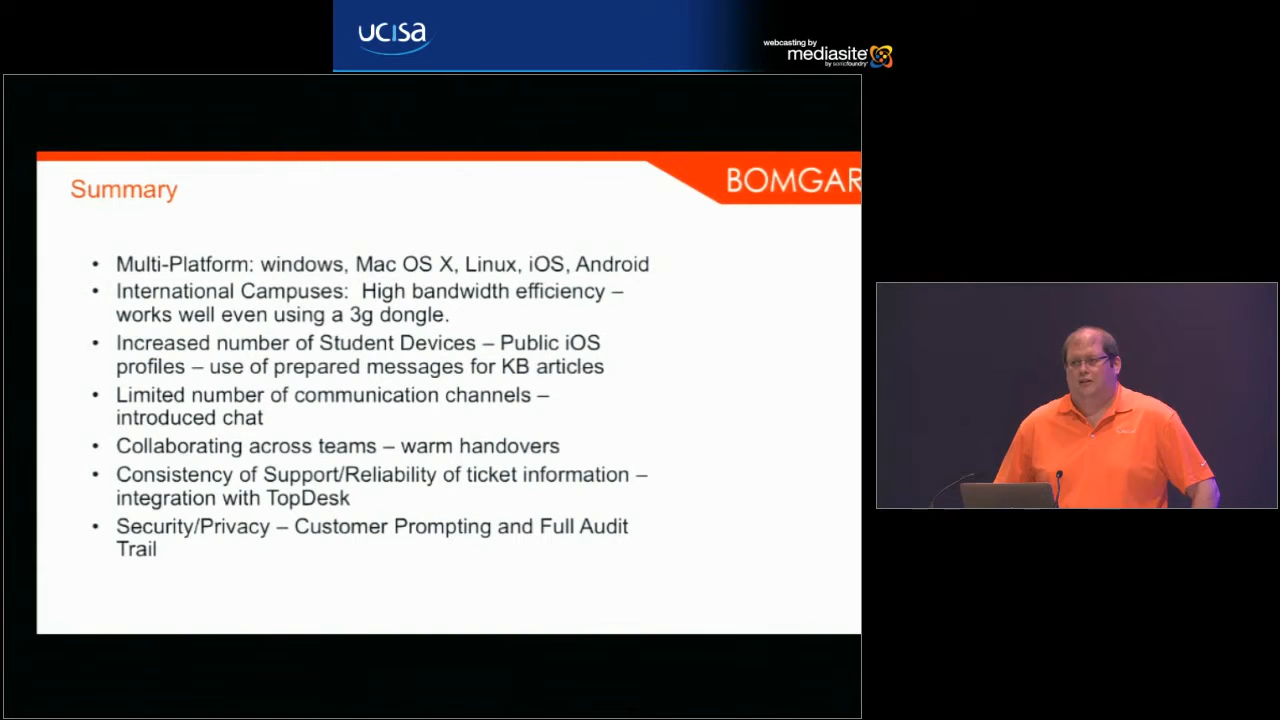 ucisa
webcasting by
mediasite
by sonicfoundry
BOMGAR
Summary
• Multi-Platform: windows, Mac OS X, Linux, iOS, Android
• International Campuses:  High bandwidth efficiency –
works well even using a 3g dongle.
• Increased number of Student Devices – Public iOS
profiles – use of prepared messages for KB articles
• Limited number of communication channels –
introduced chat
• Collaborating across teams – warm handovers
• Consistency of Support/Reliability of ticket information –
integration with TopDesk
• Security/Privacy – Customer Prompting and Full Audit
Trail